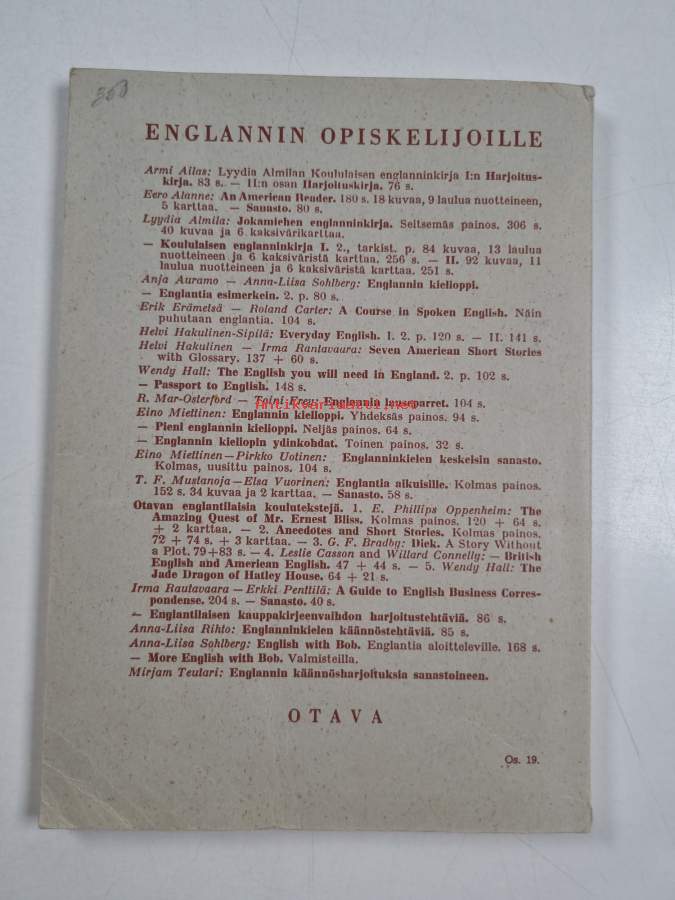 350
ENGLANNIN OPISKELIJOILLE
Armi Ailas: Lyydia Almilan Koululaisen englanninkirja I:n Harjoitus-
kirja. 83 s. — II:n osan Harjoituskirja. 76 s.
Eero Alanne: An American Reader. 180 s. 18 kuvaa, 9 laulua nuotteineen,
5 karttaa. — Sanasto. 80 s.
Lyydia Almila: Jokamiehen englanninkirja. Seitsemäs painos. 306 s.
40 kuvaa ja 6 kaksivärikarttaa.
— Koululaisen englanninkirja I. 2., tarkist. p. 84 kuvaa, 13 laulua
nuotteineen ja 6 kaksiväristä karttaa. 256 s. — II. 92 kuvaa, 11
laulua nuotteineen ja 6 kaksiväristä karttaa. 251 s.
Anja Auramo — Anna-Liisa Sohlberg: Englannin kielioppi.
— Englantia esimerkein. 2. p. 80 s.
Erik Erämetsä — Roland Carter: A Course in Spoken English. Näin
puhutaan englantia. 104 s.
Helvi Hakulinen-Sipilä: Everyday English. I. 2. p. 120 s. — II. 141 s.
Helvi Hakulinen — Irma Rantavaara: Seven American Short Stories
with Glossary. 137 + 60 s.
Wendy Hall: The English you will need in England. 2. p. 102 s.
— Passport to English. 148 s.
R. Mar-Osterford — Toini Frey: Englannin lauseparret. 104 s.
Antikvariaatti.net
Eino Miettinen: Englannin kielioppi. Yhdeksäs painos. 94 s.
— Pieni englannin kielioppi. Neljäs painos. 64 s.
— Englannin kieliopin ydinkohdat. Toinen painos. 32 s.
Eino Miettinen—Pirkko Uotinen: Englanninkielen keskeisin sanasto.
Kolmas, uusittu painos. 104 s.
T. F. Mustanoja—Elsa Vuorinen: Englantia aikuisille. Kolmas painos.
152 s. 34 kuvaa ja 2 karttaa. — Sanasto. 58 s.
Otavan englantilaisia koulutekstejä. 1. E. Phillips Oppenheim: The
Amazing Quest of Mr. Ernest Bliss. Kolmas painos. 120 + 64 s.
+ 2 karttaa. — 2. Anecdotes and Short Stories. Kolmas painos.
72 + 74 s. + 3 karttaa. — 3. G. F. Bradby: Dick. A Story Without
a Plot. 79+83 s. — 4. Leslie Casson and Willard Connelly: — British
English and American English. 47 + 44 s. — 5. Wendy Hall: The
Jade Dragon of Hatley House. 64 + 21 s.
Irma Rautavaara — Erkki Penttilä: A Guide to English Business Corres-
pondense. 204 s. — Sanasto. 40 s.
— Englantilaisen kauppakirjeenvaihdon harjoitustehtäviä. 86 s.
Anna-Liisa Rihto: Englanninkielen käännöstehtäviä. 85 s.
Anna-Liisa Sohlberg: English with Bob. Englantia aloitteleville. 168 s.
— More English with Bob. Valmisteilla.
Mirjam Teulari: Englannin käännösharjoituksia sanastoineen.
OTAVA
Os. 19.